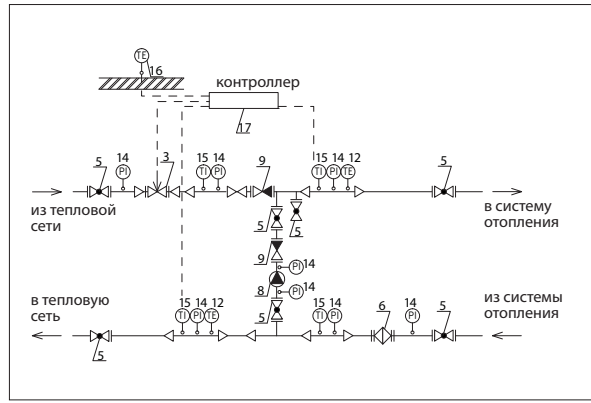 TE
16
контроллер
17
5 14 3 15 14 9 15 14 12 5
PI TI PI TI PI TE
из тепловой
сети
в систему
отопления
5 5
9
PI 14
8
PI 14
в тепловую
сеть
из системы
отопления
15 14 12 5 15 14 6 14 5
TI PI TE TI PI PI
5